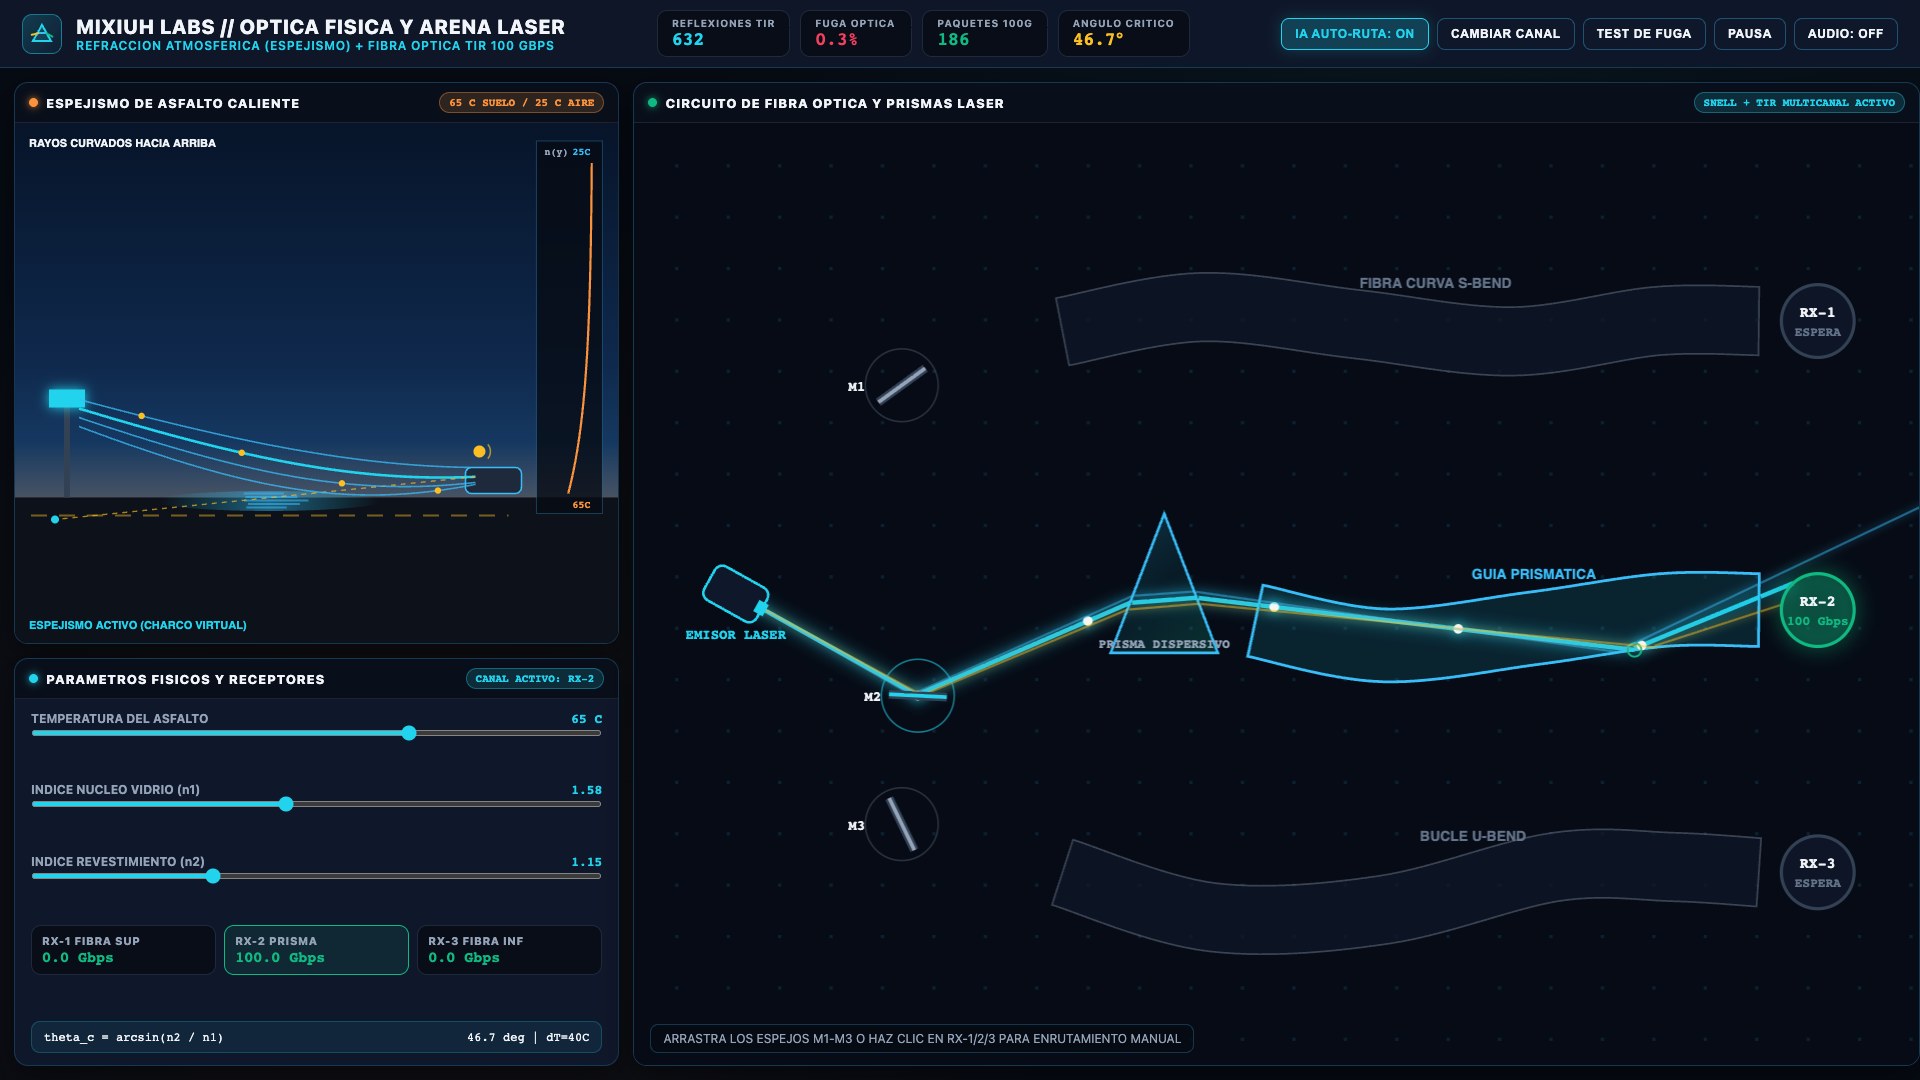 MIXIUH LABS // OPTICA FISICA Y ARENA LASER
REFRACCION ATMOSFERICA (ESPEJISMO) + FIBRA OPTICA TIR 100 GBPS
REFLEXIONES TIR
632
FUGA OPTICA
0.3%
PAQUETES 100G
186
ANGULO CRITICO
46.7°
IA AUTO-RUTA: ON
CAMBIAR CANAL
TEST DE FUGA
PAUSA
AUDIO: OFF
ESPEJISMO DE ASFALTO CALIENTE
65 C SUELO / 25 C AIRE
RAYOS CURVADOS HACIA ARRIBA
n(y) 25C
65C
ESPEJISMO ACTIVO (CHARCO VIRTUAL)
PARAMETROS FISICOS Y RECEPTORES
CANAL ACTIVO: RX-2
TEMPERATURA DEL ASFALTO
65 C
INDICE NUCLEO VIDRIO (n1)
1.58
INDICE REVESTIMIENTO (n2)
1.15
RX-1 FIBRA SUP
0.0 Gbps
RX-2 PRISMA
100.0 Gbps
RX-3 FIBRA INF
0.0 Gbps
theta_c = arcsin(n2 / n1)
46.7 deg | dT=40C
CIRCUITO DE FIBRA OPTICA Y PRISMAS LASER
SNELL + TIR MULTICANAL ACTIVO
FIBRA CURVA S-BEND
RX-1
ESPERA
M1
EMISOR LASER
M2
PRISMA DISPERSIVO
GUIA PRISMATICA
RX-2
100 Gbps
M3
BUCLE U-BEND
RX-3
ESPERA
ARRASTRA LOS ESPEJOS M1-M3 O HAZ CLIC EN RX-1/2/3 PARA ENRUTAMIENTO MANUAL